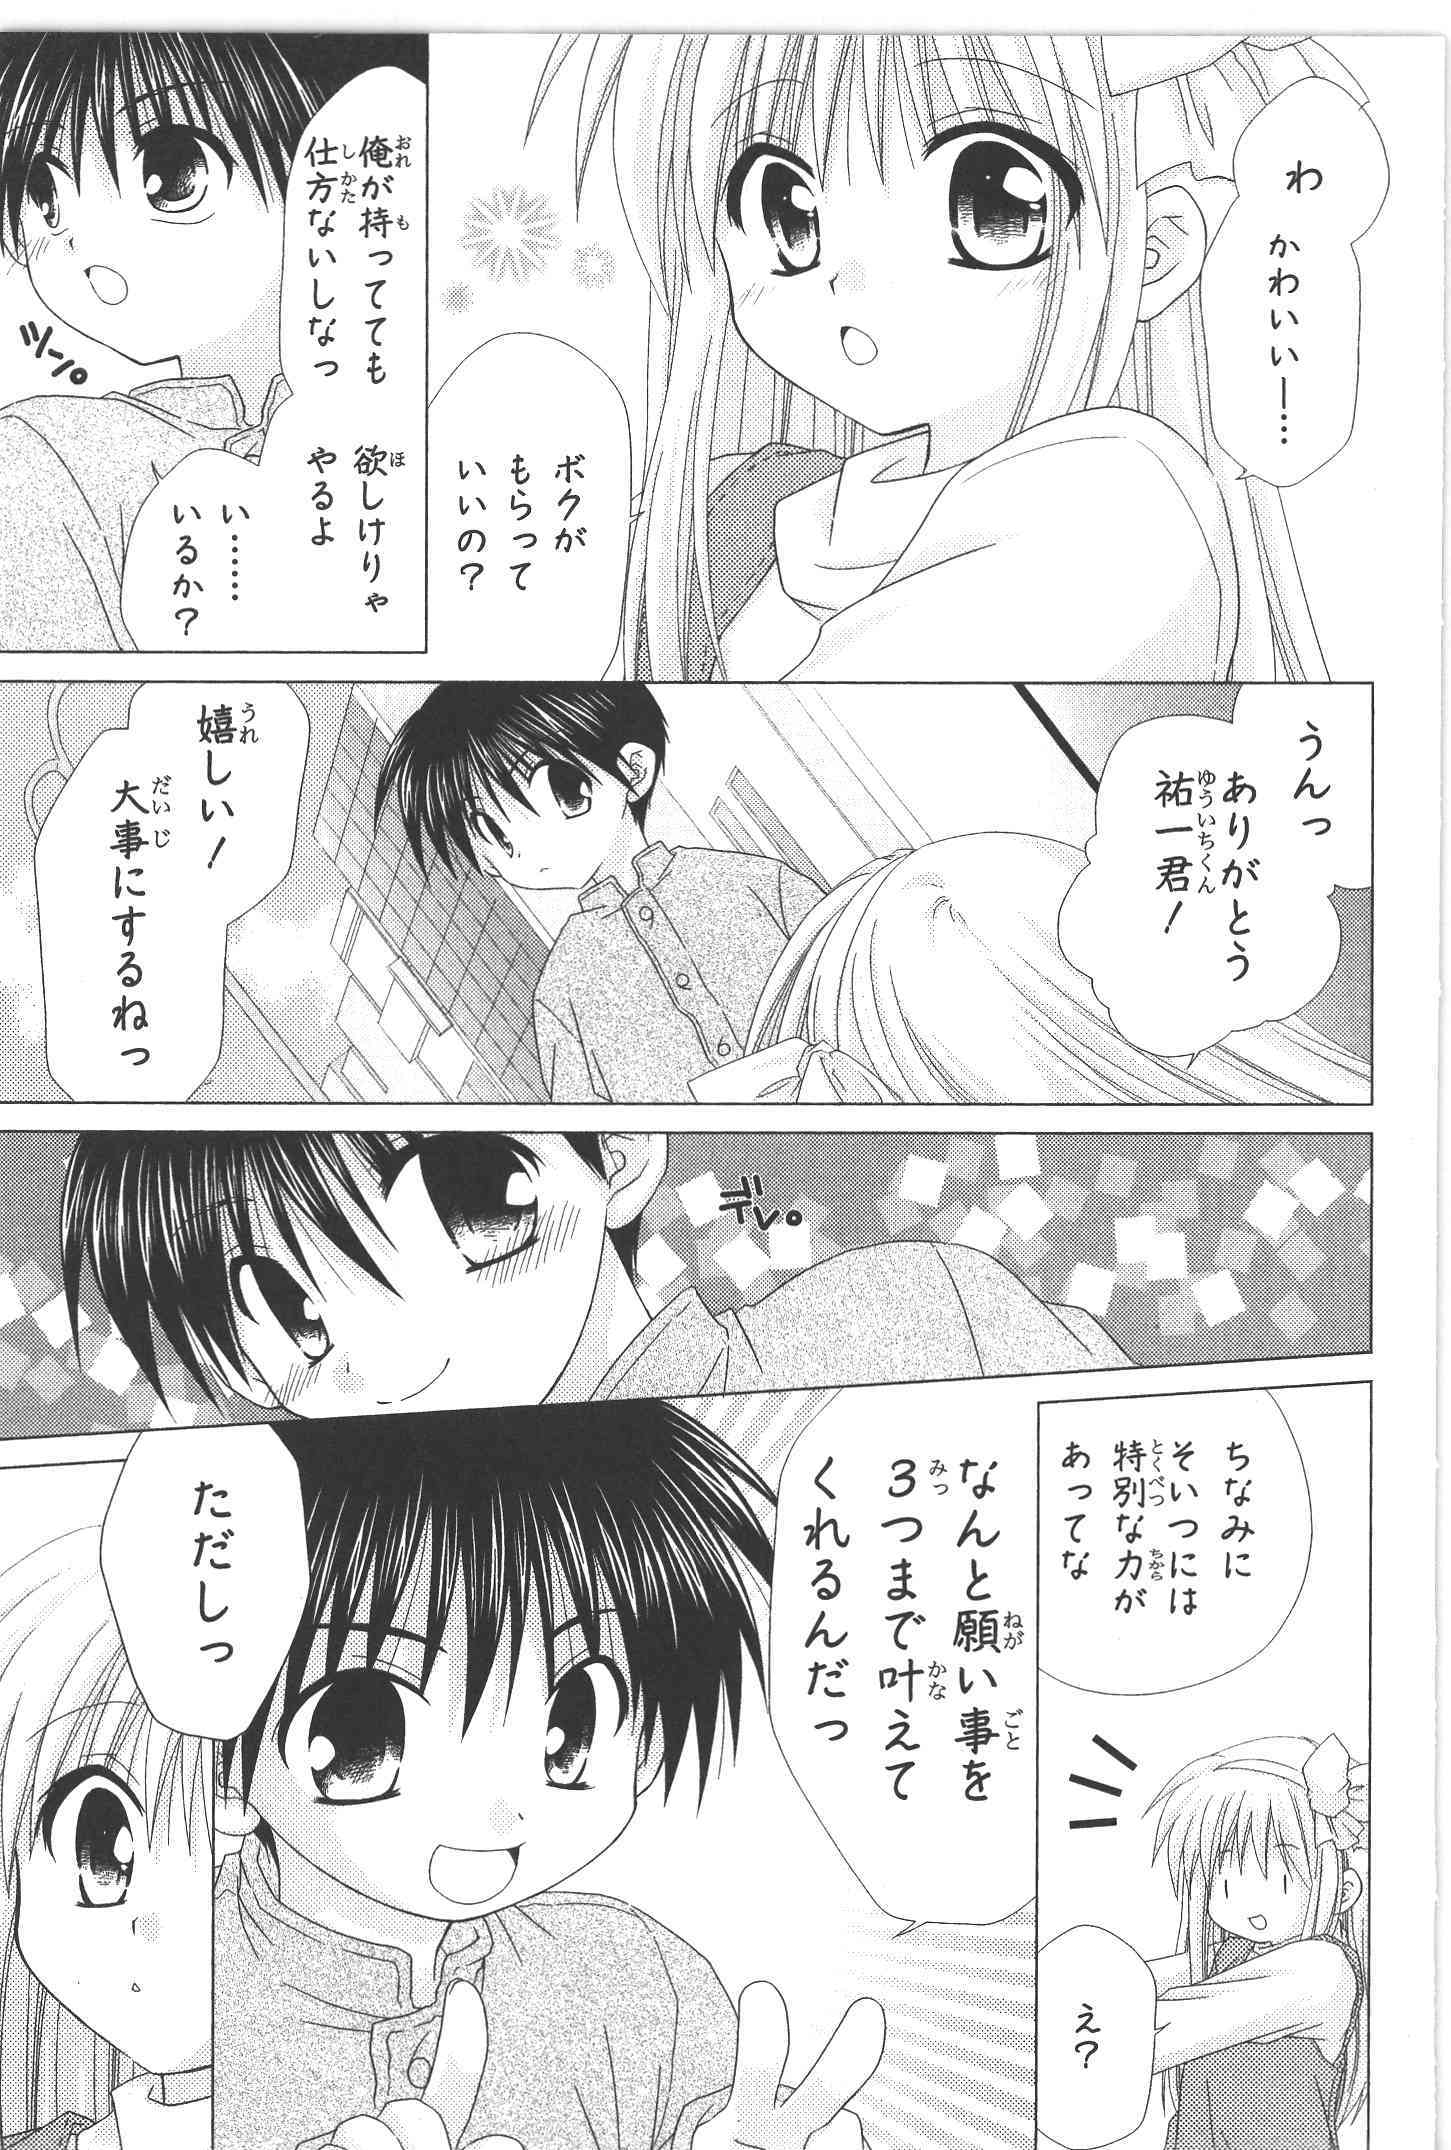 わ
かわいいー…
ボクが
もらって
いいの？
俺が持ってても
仕方ないしなっ
欲しけりゃ
やるよ
い……
いるか？
ツーン。
うんっ
ありがとう
祐一君！
嬉しい！
大事にするねっ
デレ。
ちなみに
そいつには
特別な力が
あってな
え？
なんと願い事を
3つまで叶えて
くれるんだっ
ただしっ